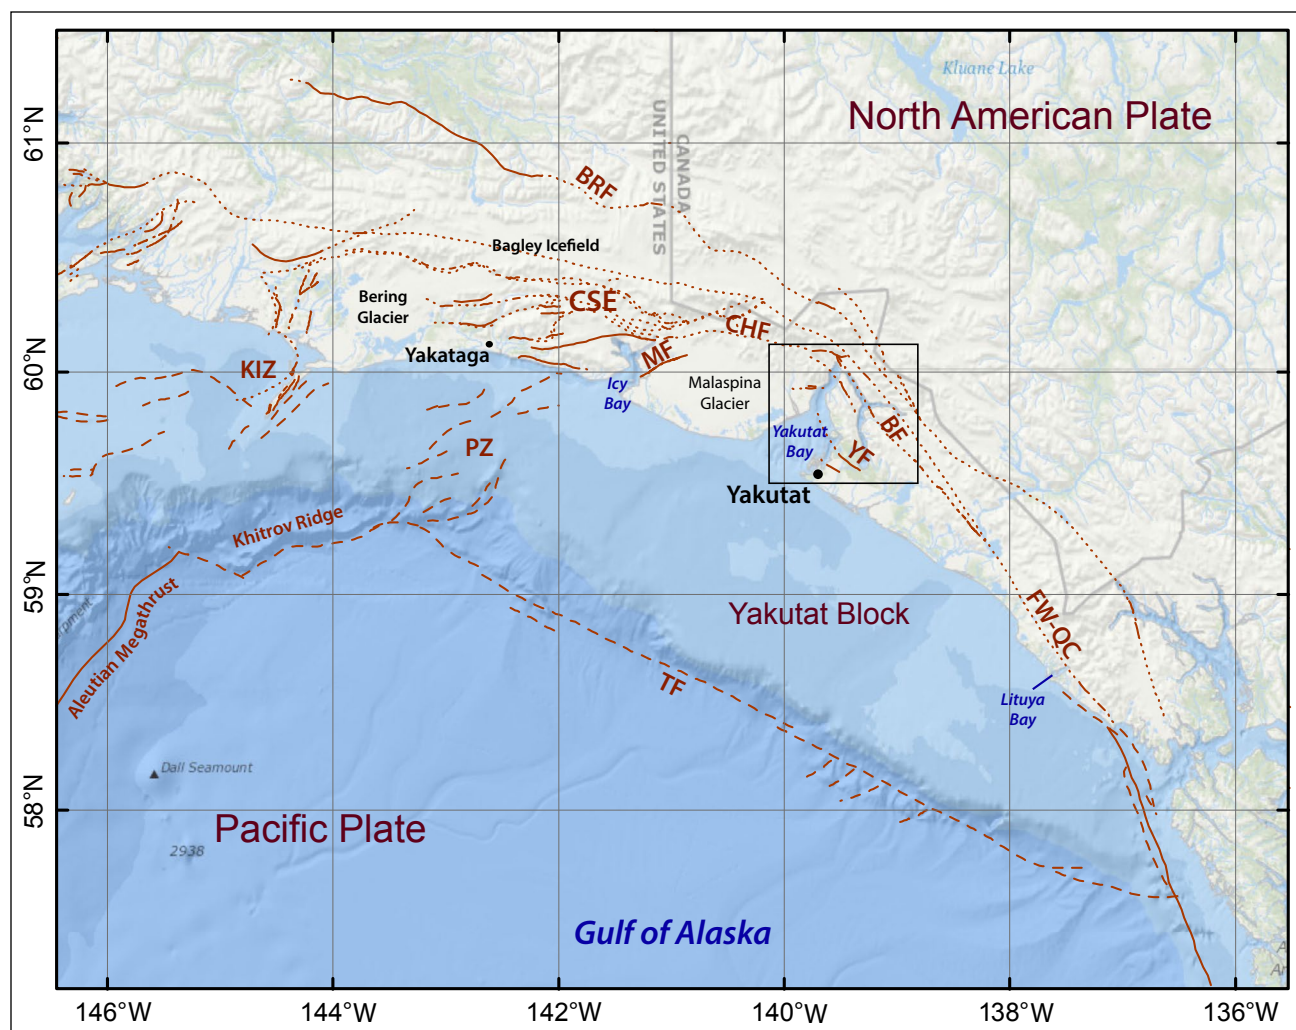 Kluane Lake
North American Plate
61°N
UNITED STATES
CANADA
BRF
Bagley Icefield
Bering
Glacier
CSE
CHF
Yakataga
MF
60°N
KIZ
Icy
Bay
Malaspina
Glacier
BF
Yakutat
Bay
YF
PZ
Yakutat
Khitrov Ridge
59°N
Aleutian Megathrust
Yakutat Block
FW-QC
TF
Lituya
Bay
Dall Seamount
58°N
Pacific Plate
2938
Gulf of Alaska
146°W
144°W
142°W
140°W
138°W
136°W